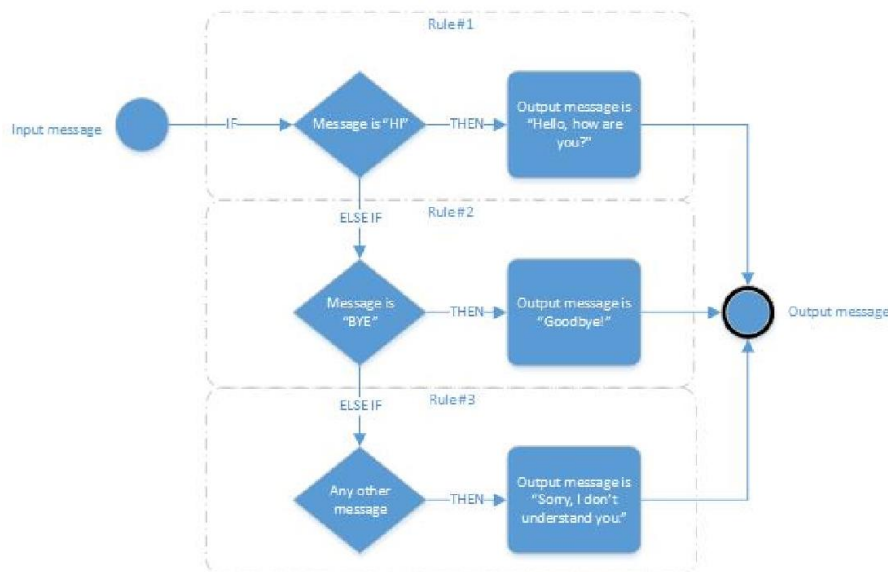 Rule #1
Input message
IF
Message is "HI"
THEN
Output message is
"Hello, how are
you?"
ELSE IF
Rule #2
Message is
"BYE"
THEN
Output message is
"Goodbye!"
Output message
ELSE IF
Rule #3
Any other
message
THEN
Output message is
"Sorry, I don't
understand you."